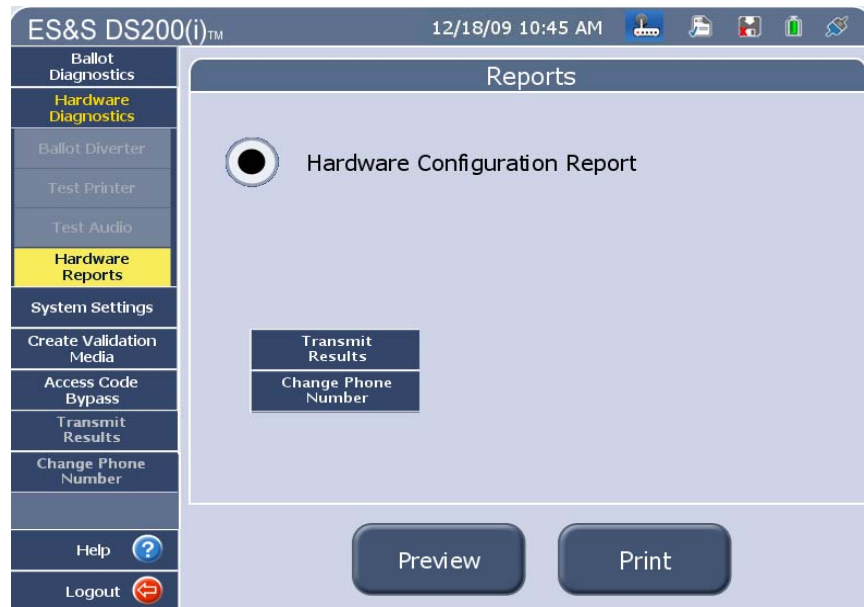 ES&S DS200(i)™ 12/18/09 10:45 AM
Ballot
Diagnostics
Hardware
Diagnostics
Ballot Diverter
Test Printer
Test Audio
Hardware
Reports
System Settings
Create Validation
Media
Access Code
Bypass
Transmit
Results
Change Phone
Number
Help ?
Logout
Reports
Hardware Configuration Report
Transmit
Results
Change Phone
Number
Preview
Print